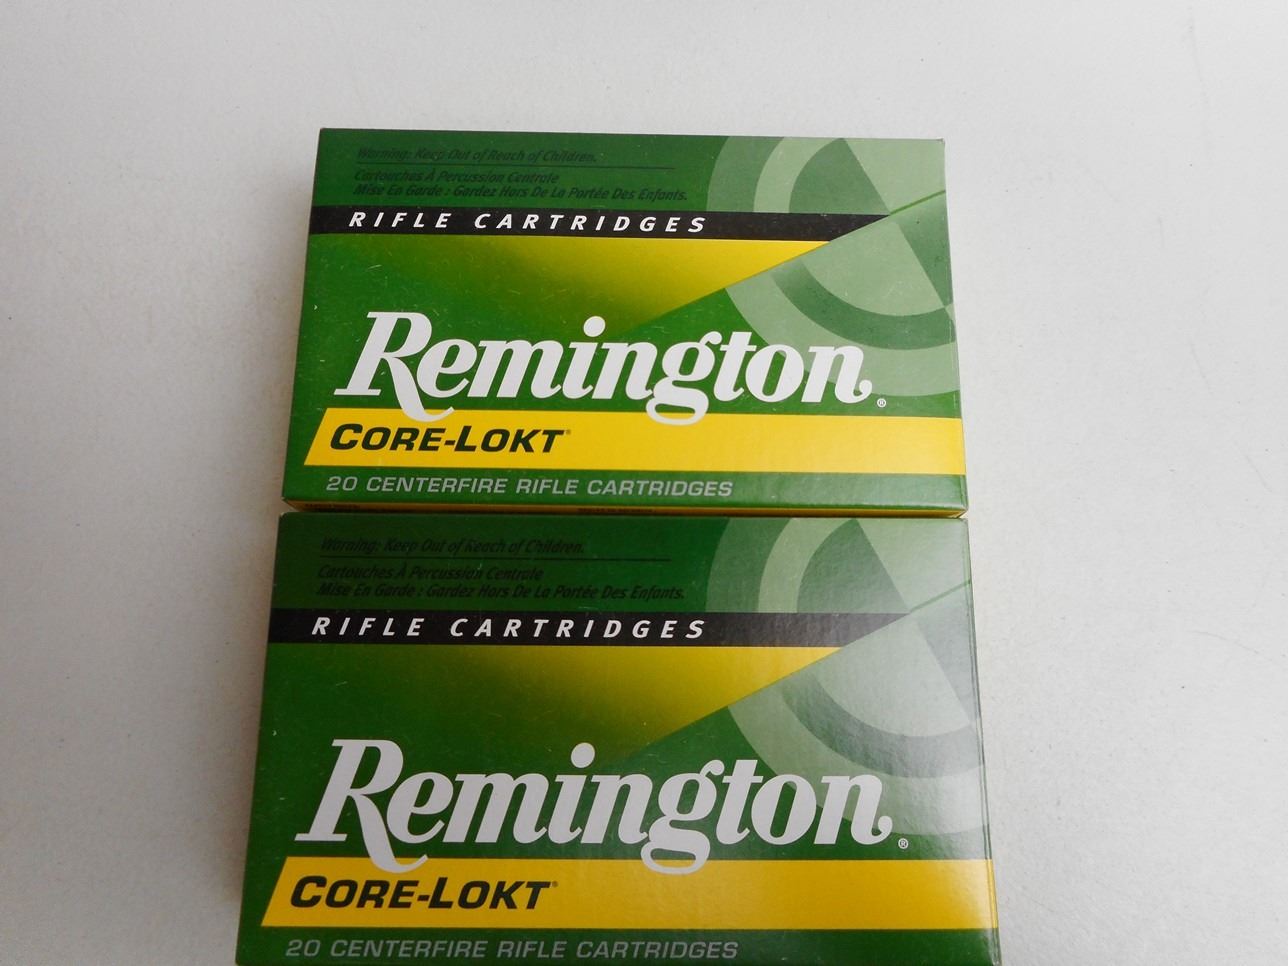 Warning: Keep Out of Reach of Children.
Cartouches À Percussion Centrale
Mise En Garde : Gardez Hors De La Portée Des Enfants.
RIFLE CARTRIDGES
Remington®
CORE-LOKT®
20 CENTERFIRE RIFLE CARTRIDGES
Warning: Keep Out of Reach of Children.
Cartouches À Percussion Centrale
Mise En Garde : Gardez Hors De La Portée Des Enfants.
RIFLE CARTRIDGES
Remington®
CORE-LOKT®
20 CENTERFIRE RIFLE CARTRIDGES